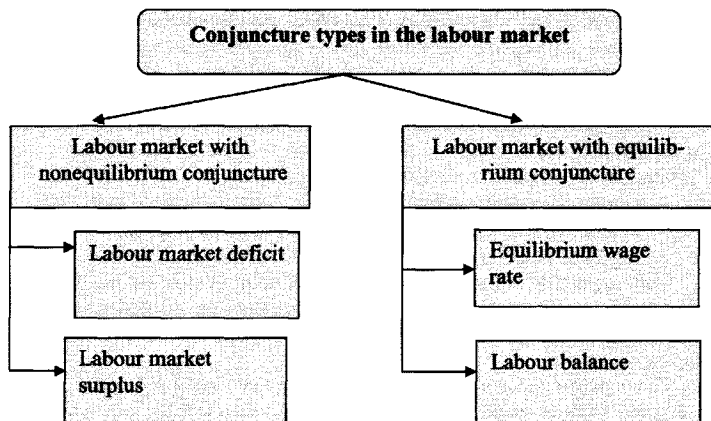 Conjuncture types in the labour market
Labour market with
nonequilibrium conjuncture
Labour market with equilib-
rium conjuncture
Labour market deficit
Equilibrium wage
rate
Labour market
surplus
Labour balance